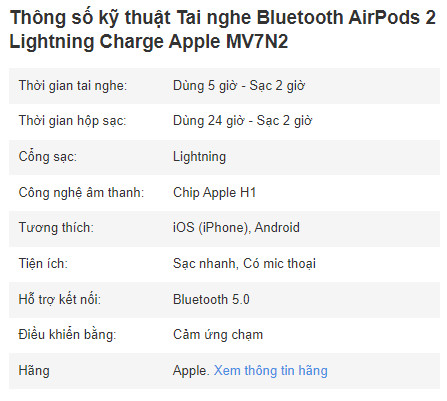 Thông số kỹ thuật Tai nghe Bluetooth AirPods 2
Lightning Charge Apple MV7N2
Thời gian tai nghe: Dùng 5 giờ - Sạc 2 giờ
Thời gian hộp sạc: Dùng 24 giờ - Sạc 2 giờ
Cổng sạc: Lightning
Công nghệ âm thanh: Chip Apple H1
Tương thích: iOS (iPhone), Android
Tiện ích: Sạc nhanh, Có mic thoại
Hỗ trợ kết nối: Bluetooth 5.0
Điều khiển bằng: Cảm ứng chạm
Hãng Apple. Xem thông tin hãng